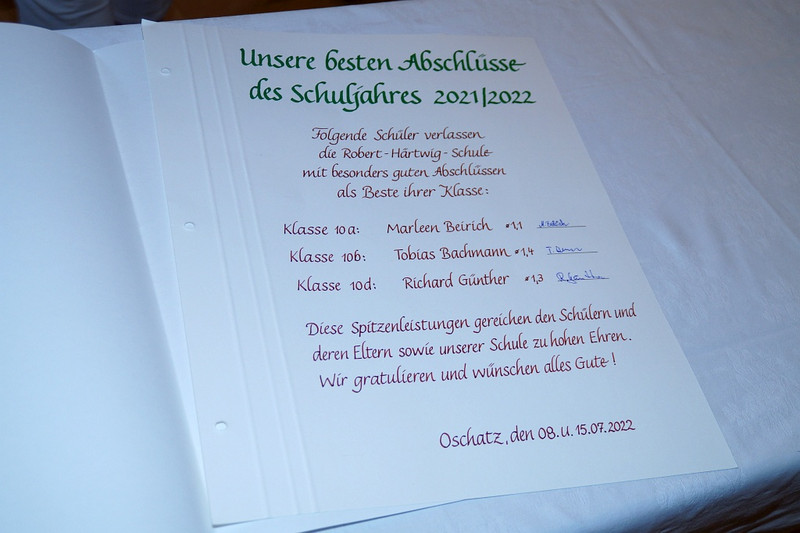 Unsere besten Abschlüsse
des Schuljahres 2021/2022
Folgende Schüler verlassen
die Robert-Härtwig-Schule
mit besonders guten Abschlüssen
als Beste ihrer Klasse:
Klasse 10a: Marleen Beirich ø1,1
Klasse 10b: Tobias Bachmann ø1,4
Klasse 10d: Richard Günther ø1,3
Diese Spitzenleistungen gereichen den Schülern und
deren Eltern sowie unserer Schule zu hohen Ehren.
Wir gratulieren und wünschen alles Gute!
Oschatz, den 08. u. 15.07.2022